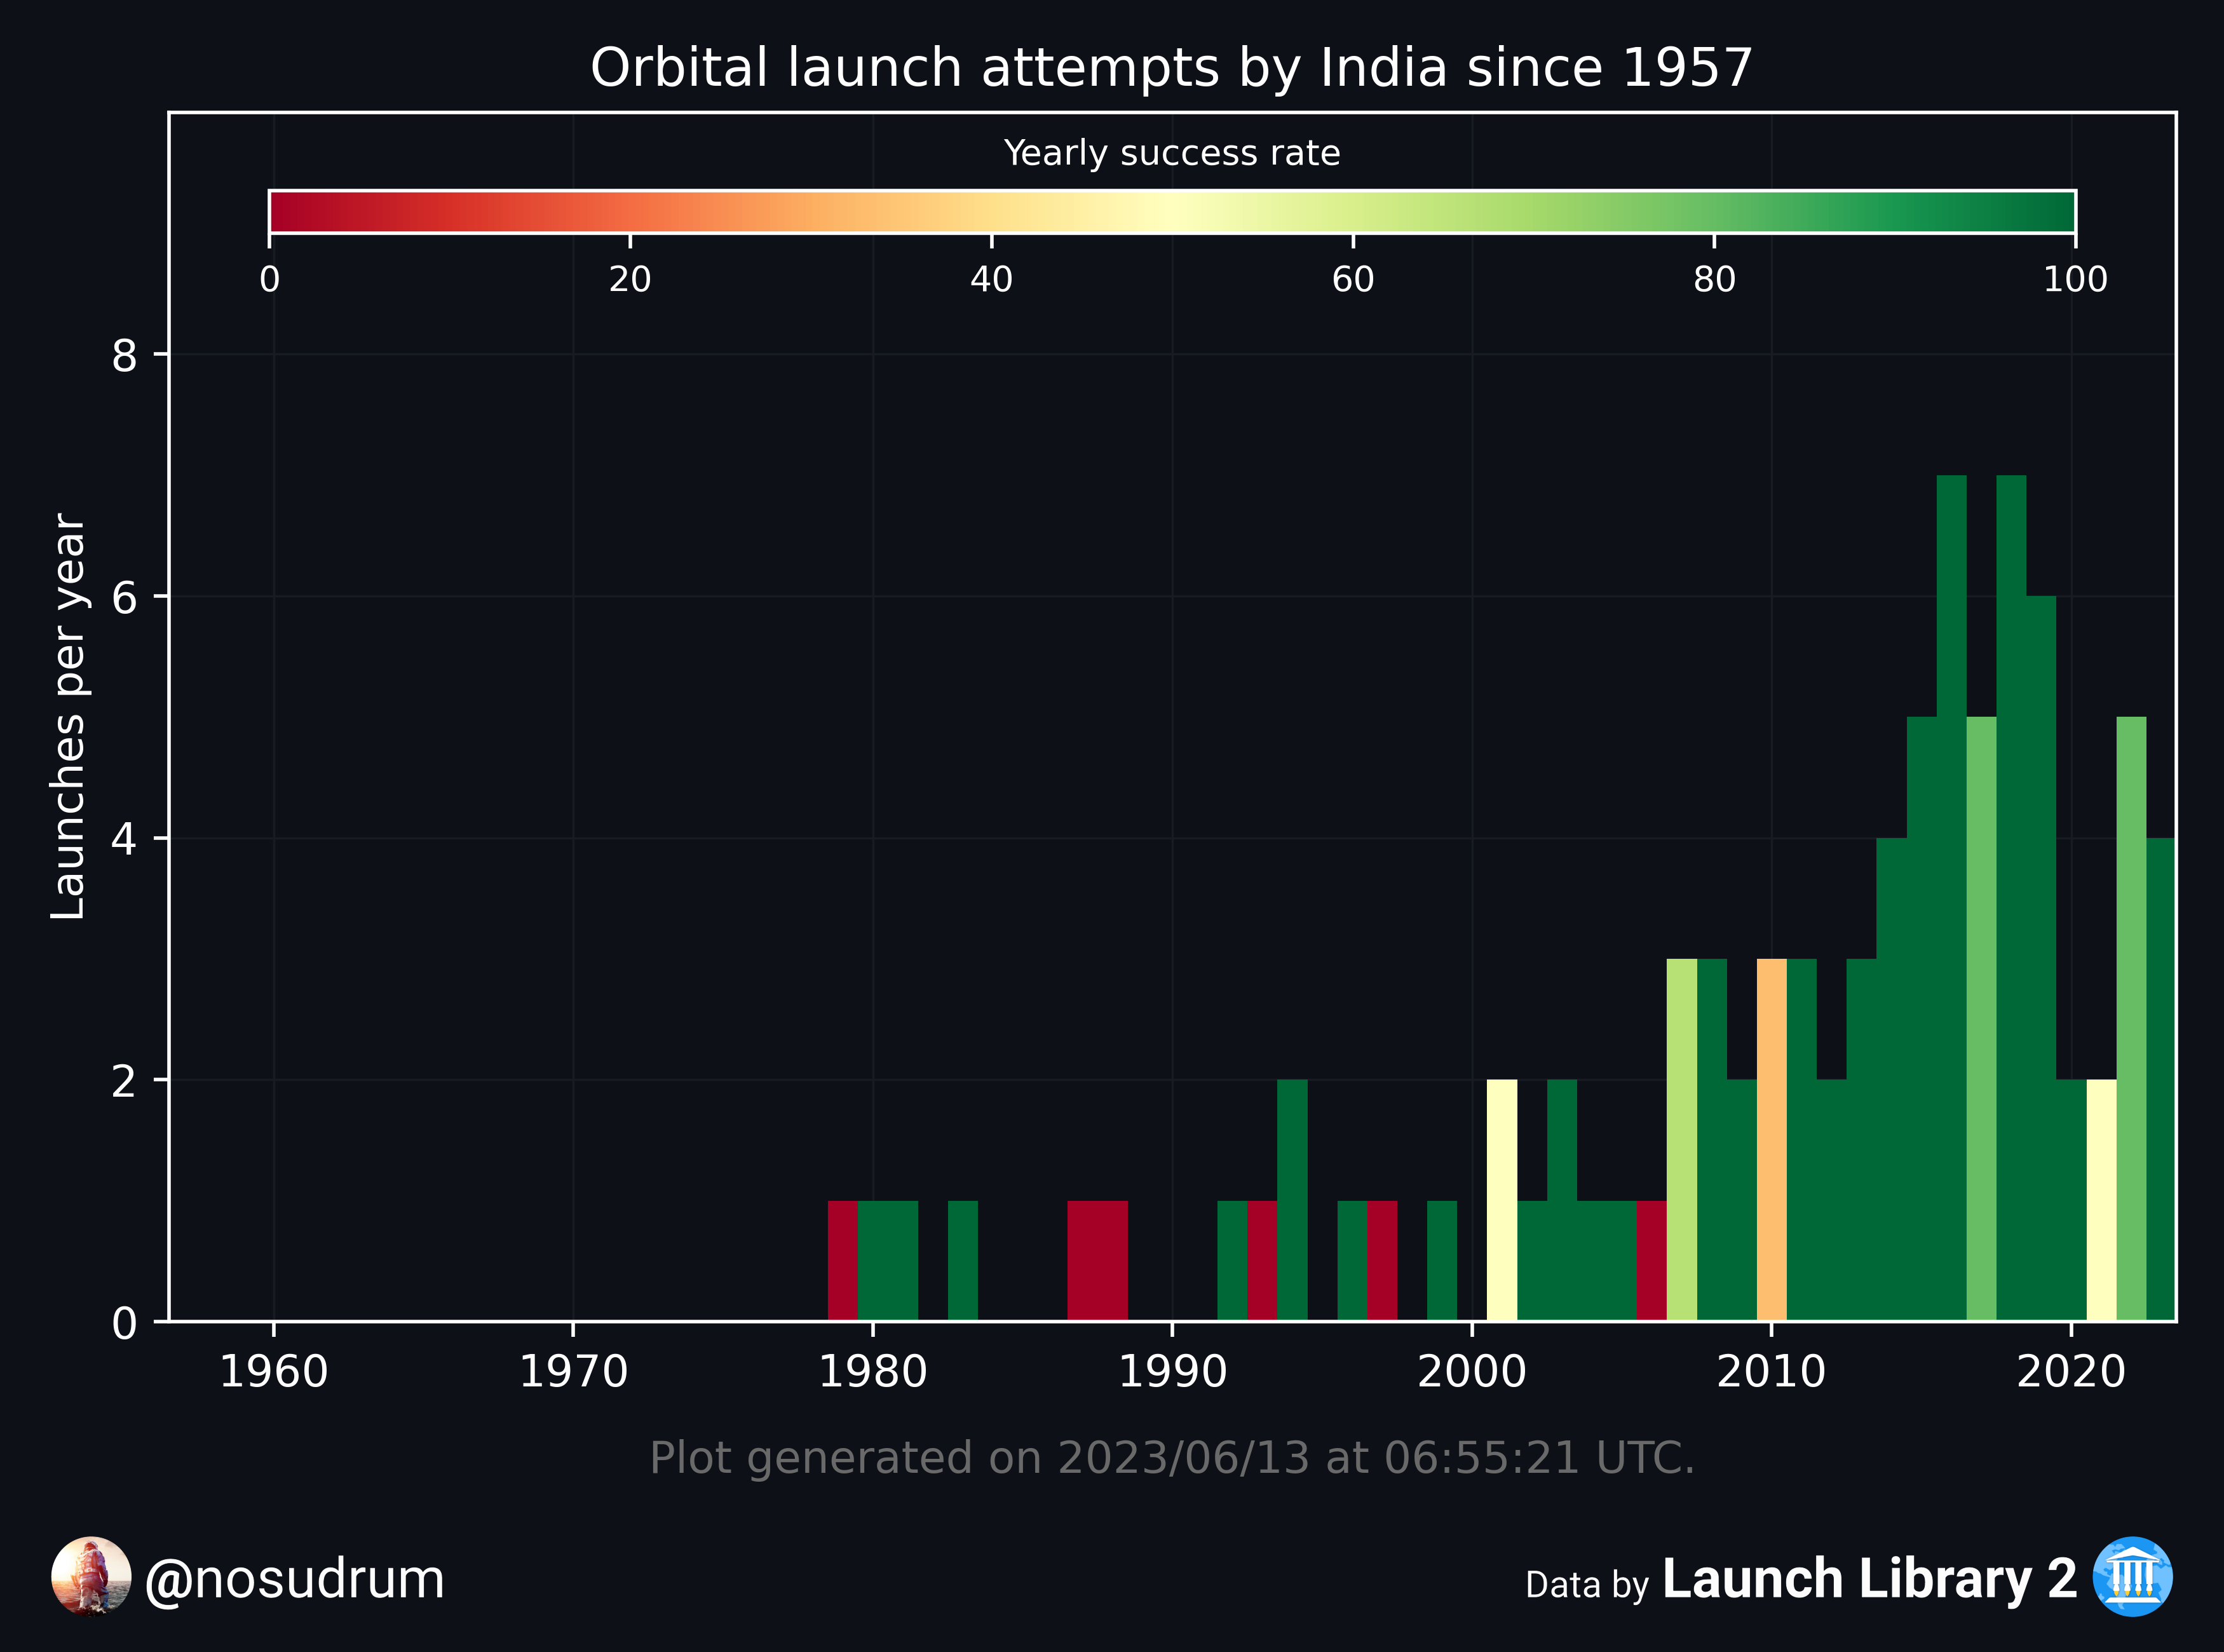 Orbital launch attempts by India since 1957
Yearly success rate
0 20 40 60 80 100
Launches per year
8
6
4
2
0
1960 1970 1980 1990 2000 2010 2020
Plot generated on 2023/06/13 at 06:55:21 UTC.
@nosudrum
Data by Launch Library 2